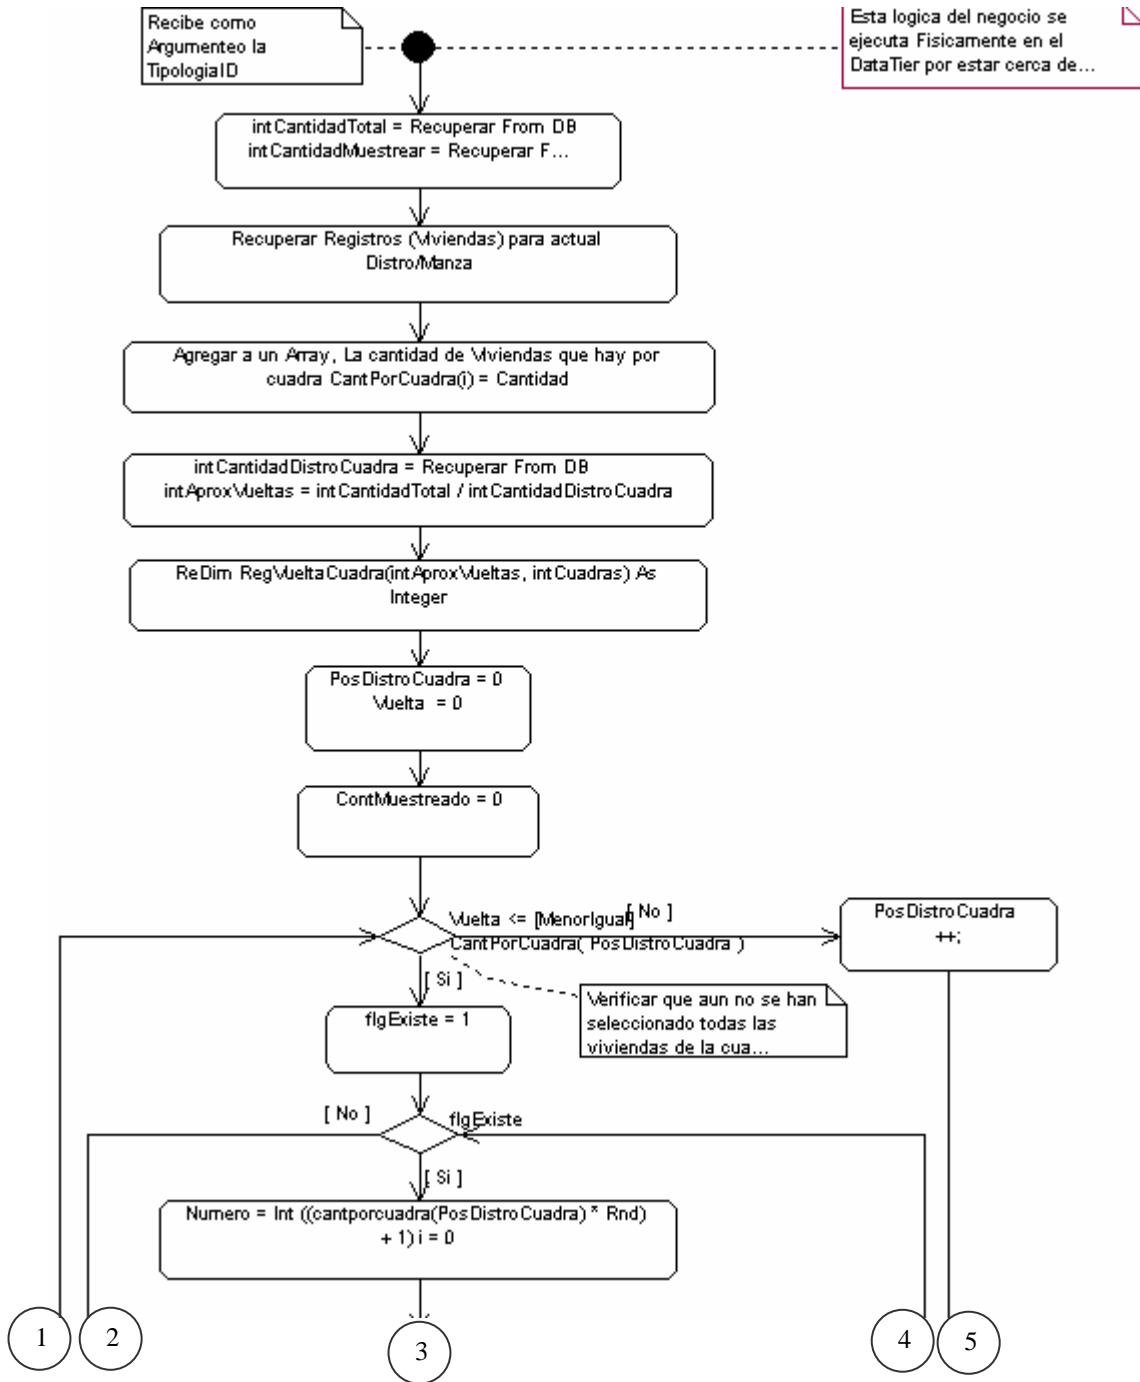 Recibe como
Argumenteo la
TipologiaID
Esta logica del negocio se
ejecuta Fisicamente en el
DataTier por estar cerca de...
intCantidadTotal = Recuperar From DB
intCantidadMuestrear = Recuperar F...
Recuperar Registros (Viviendas) para actual
Distro/Manza
Agregar a un Array, La cantidad de Viviendas que hay por
cuadra CantPorCuadra(i) = Cantidad
intCantidadDistroCuadra = Recuperar From DB
intAproxVueltas = intCantidadTotal / intCantidadDistroCuadra
ReDim RegVueltaCuadra(intAproxVueltas, intCuadras) As
Integer
PosDistroCuadra = 0
Vuelta = 0
ContMuestreado = 0
Vuelta <= [MenorIgual]
CantPorCuadra( PosDistroCuadra )
[ No ]
PosDistroCuadra
++;
[ Si ]
Verificar que aun no se han
seleccionado todas las
viviendas de la cua...
flgExiste = 1
[ No ]
flgExiste
[ Si ]
Numero = Int ((cantporcuadra(PosDistroCuadra) * Rnd)
+ 1) i = 0
1
2
3
4
5